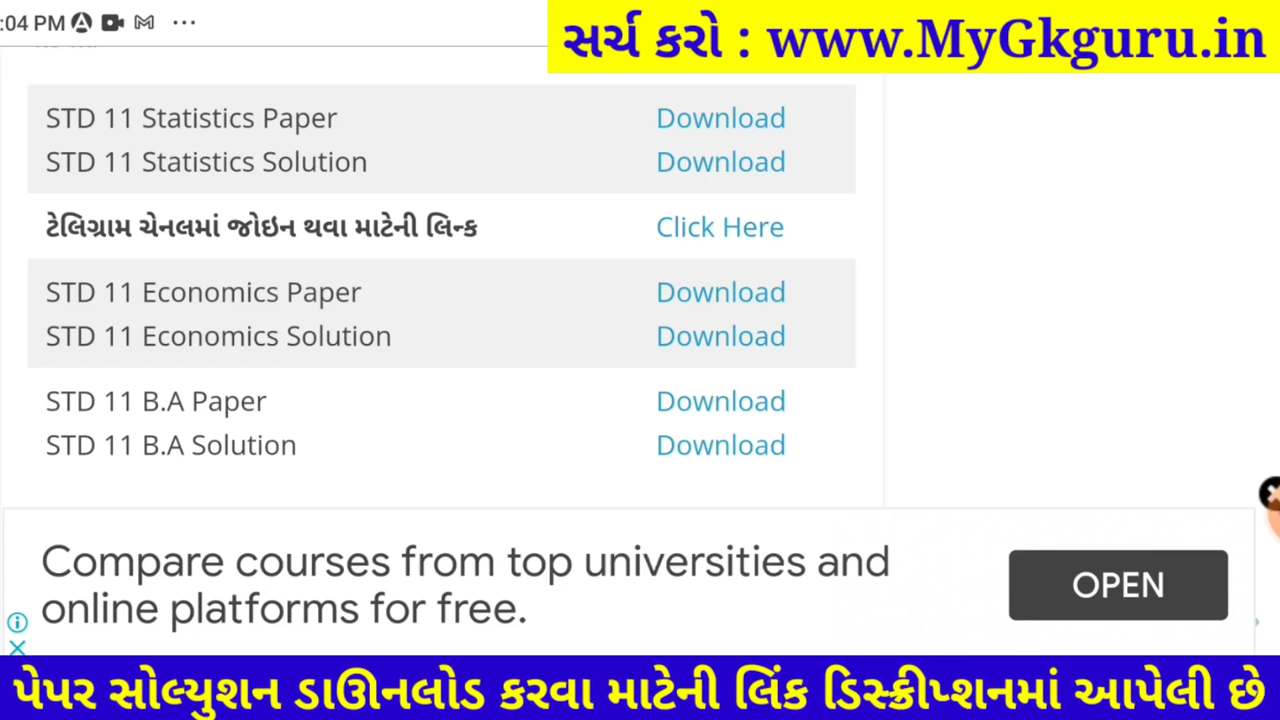 :04 PM
સર્ચ કરો : www.MyGkguru.in
STD 11 Statistics Paper Download
STD 11 Statistics Solution Download
ટેલિગ્રામ ચેનલમાં જોઇન થવા માટેની લિન્ક Click Here
STD 11 Economics Paper Download
STD 11 Economics Solution Download
STD 11 B.A Paper Download
STD 11 B.A Solution Download
Compare courses from top universities and
online platforms for free.
OPEN
પેપર સોલ્યુશન ડાઊનલોડ કરવા માટેની લિંક ડિસ્ક્રીપ્શનમાં આપેલી છે